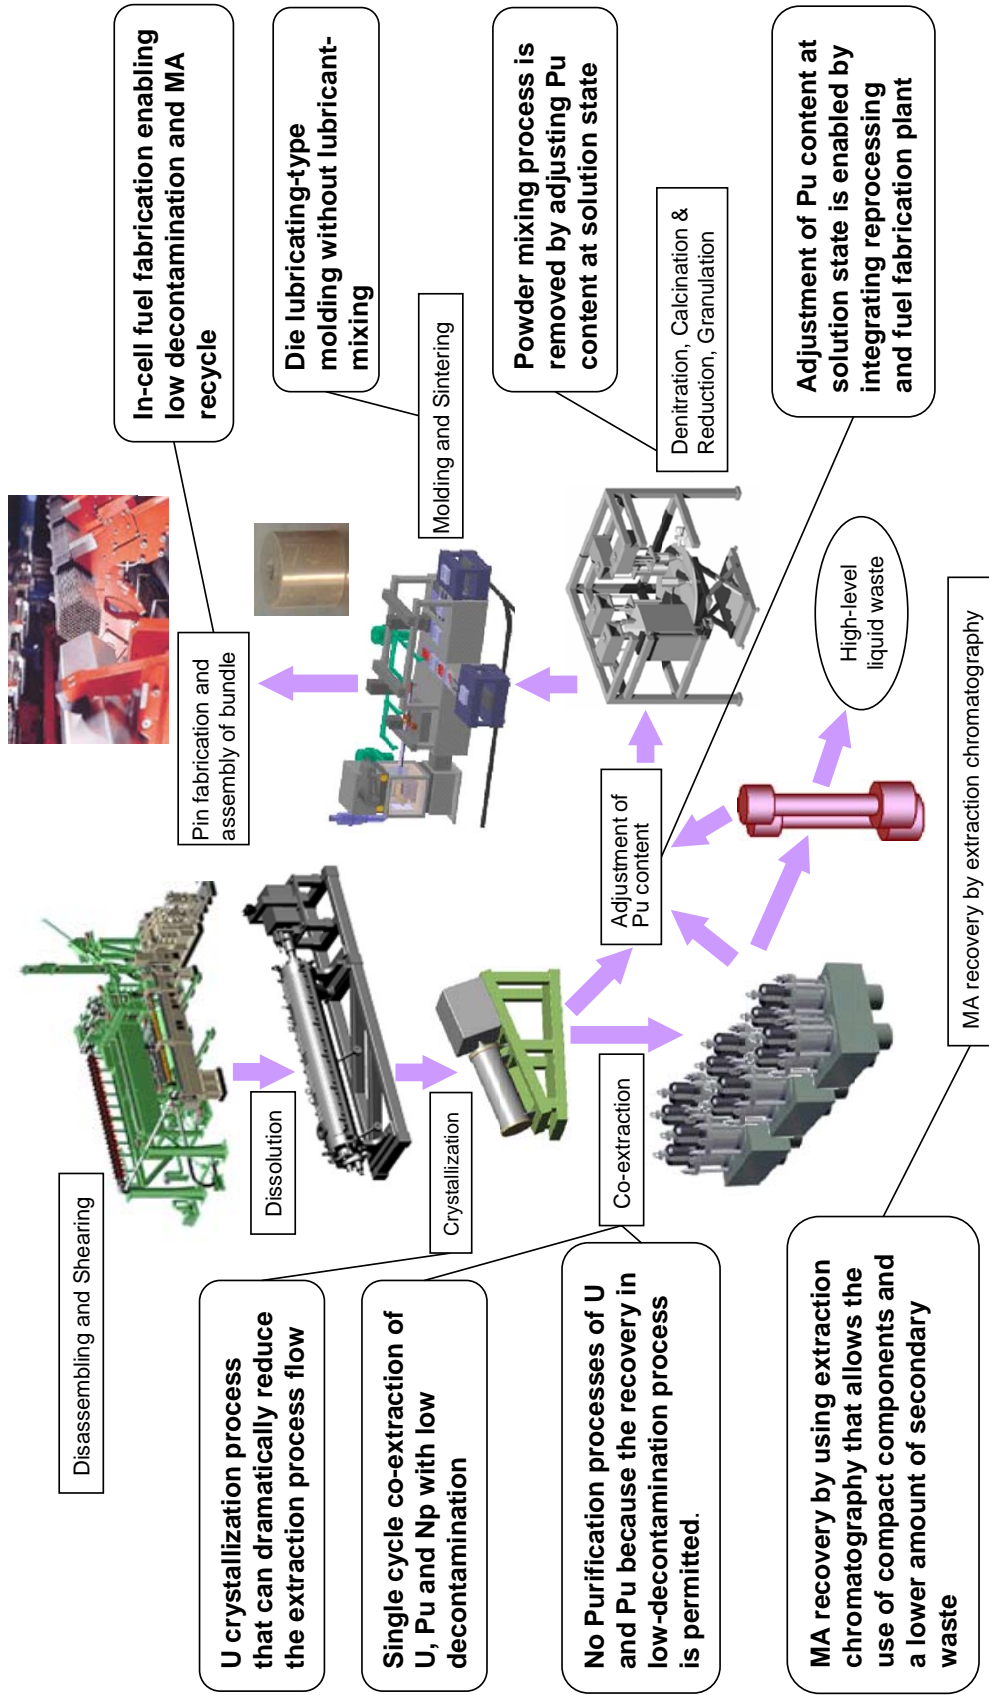 Disassembling and Shearing
U crystallization process
that can dramatically reduce
the extraction process flow
Dissolution
Single cycle co-extraction of
U, Pu and Np with low
decontamination
Crystallization
No Purification processes of U
and Pu because the recovery in
low-decontamination process
is permitted.
Co-extraction
MA recovery by using extraction
chromatography that allows the
use of compact components and
a lower amount of secondary
waste
MA recovery by extraction chromatography
High-level
liquid waste
Adjustment of
Pu content
Adjustment of Pu content at
solution state is enabled by
integrating reprocessing
and fuel fabrication plant
Denitration, Calcination &
Reduction, Granulation
Powder mixing process is
removed by adjusting Pu
content at solution state
Molding and Sintering
Die lubricating-type
molding without lubricant-
mixing
Pin fabrication and
assembly of bundle
In-cell fuel fabrication enabling
low decontamination and MA
recycle